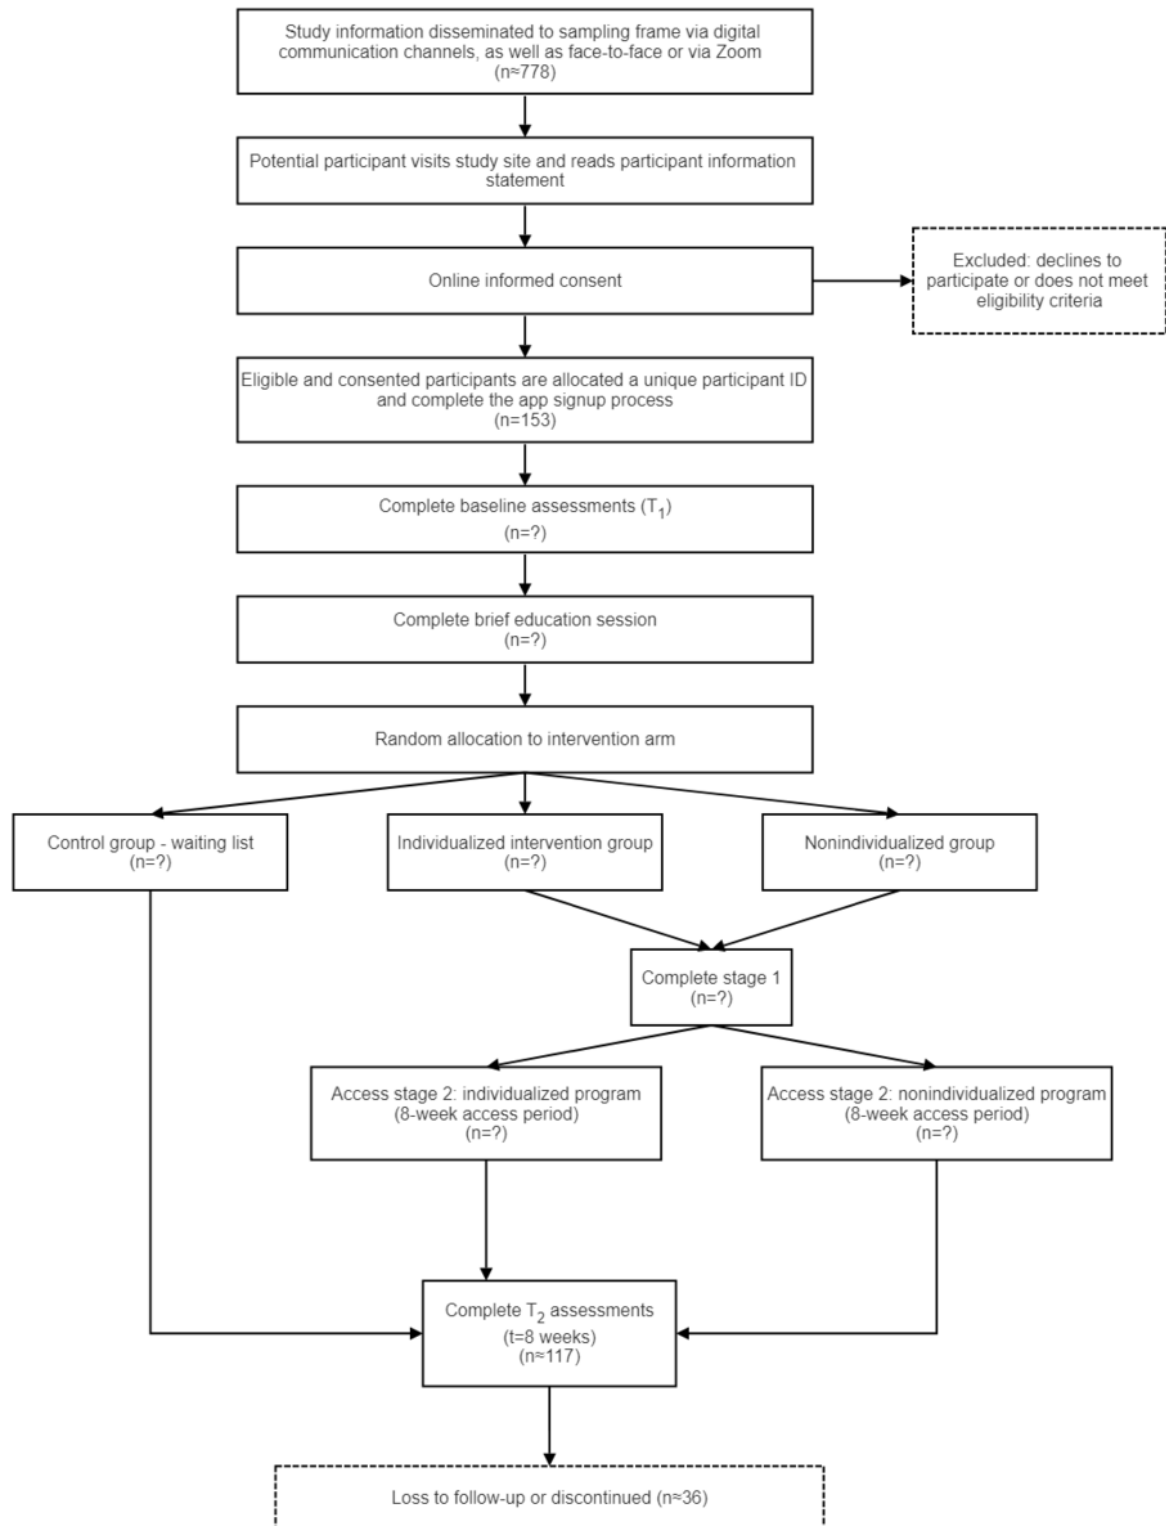 Study information disseminated to sampling frame via digital
communication channels, as well as face-to-face or via Zoom
(n≈778)
Potential participant visits study site and reads participant information
statement
Online informed consent
Excluded: declines to
participate or does not meet
eligibility criteria
Eligible and consented participants are allocated a unique participant ID
and complete the app signup process
(n=153)
Complete baseline assessments (T1)
(n=?)
Complete brief education session
(n=?)
Random allocation to intervention arm
Control group - waiting list
(n=?)
Individualized intervention group
(n=?)
Nonindividualized group
(n=?)
Complete stage 1
(n=?)
Access stage 2: individualized program
(8-week access period)
(n=?)
Access stage 2: nonindividualized program
(8-week access period)
(n=?)
Complete T2 assessments
(t=8 weeks)
(n≈117)
Loss to follow-up or discontinued (n≈36)